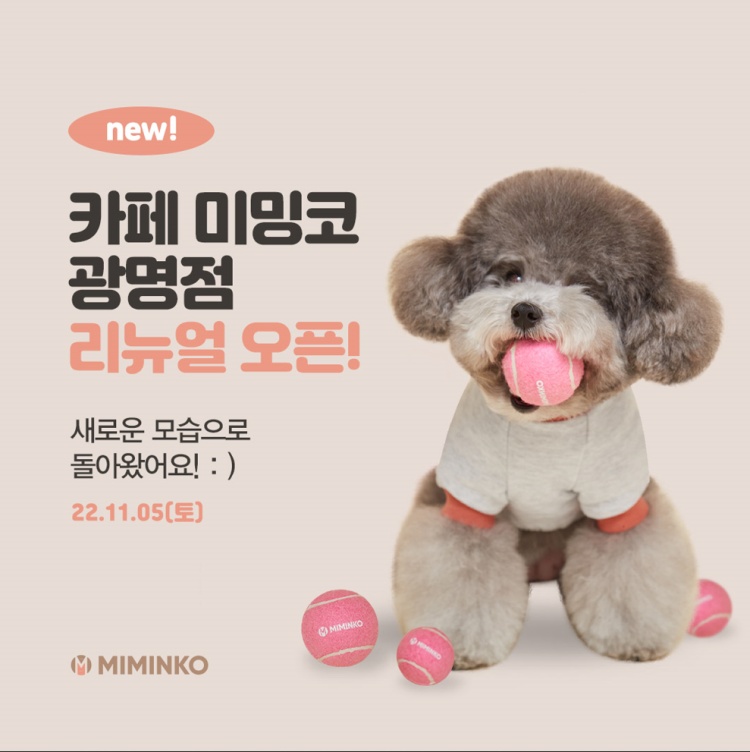 new!
카페 미밍코
광명점
리뉴얼 오픈!
새로운 모습으로
돌아왔어요! : )
22.11.05(토)
MIMINKO
MIMINKO
MIMINKO